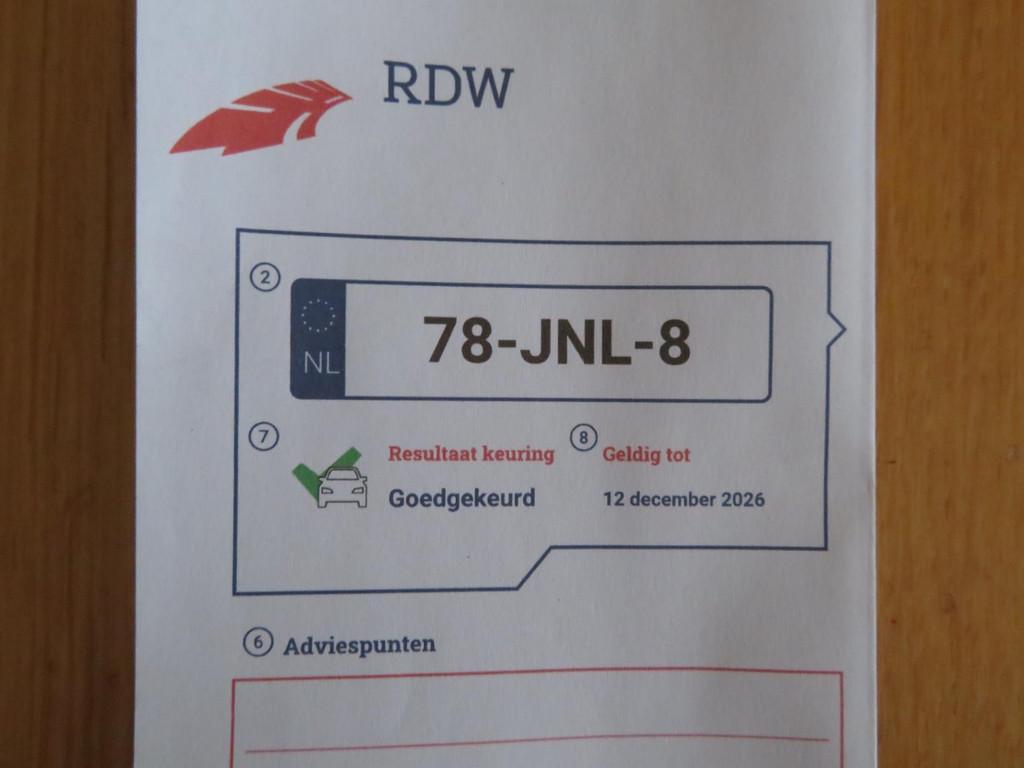 RDW
2
NL
78-JNL-8
7
Resultaat keuring
8
Geldig tot
Goedgekeurd
12 december 2026
6 Adviespunten